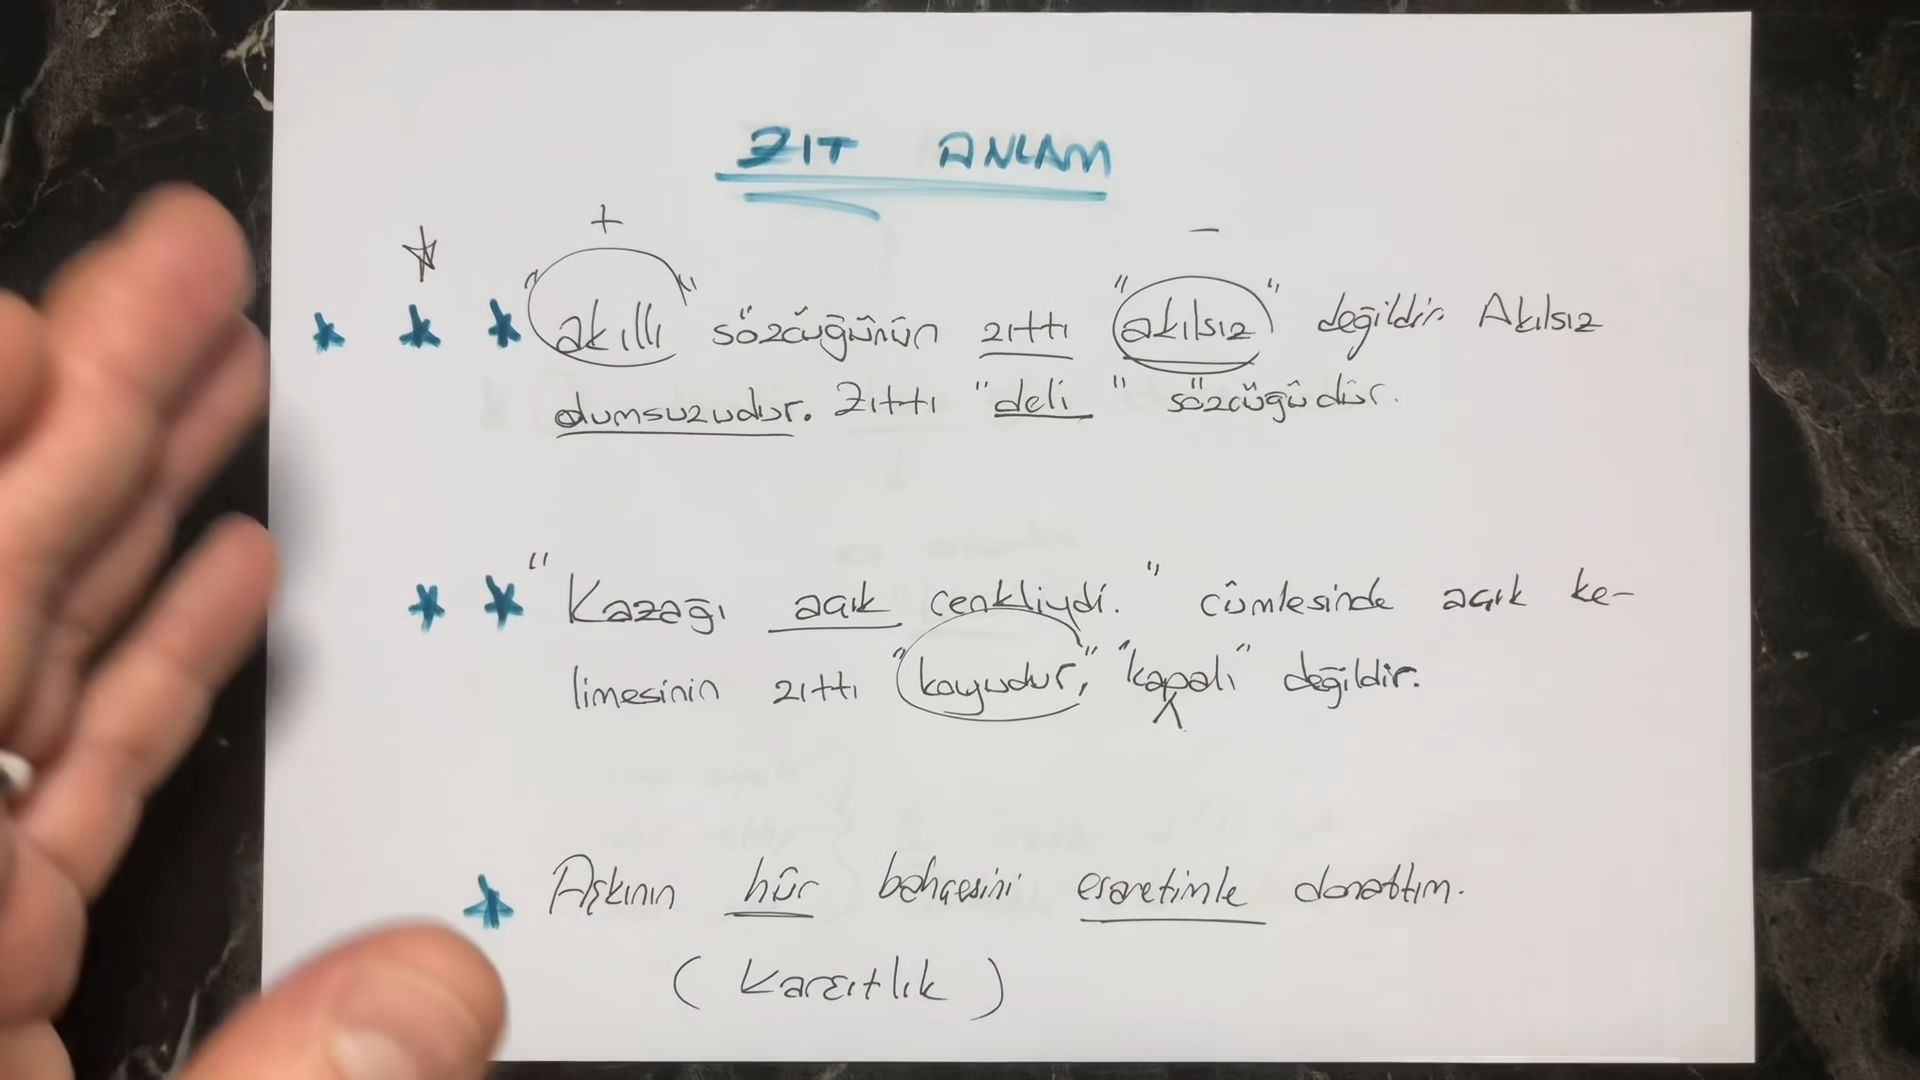 ZIT ANLAM
+ -
"akıllı" sözcüğünün zıttı "akılsız" değildir. Akılsız
olumsuzudur. Zıttı "deli" sözcüğüdür.
"Kazağı açık renkliydi." cümlesinde açık ke-
limesinin zıttı "koyudur," "kapalı" değildir.
Aşkının hür bahçesini esaretimle donattım.
(Karşıtlık)